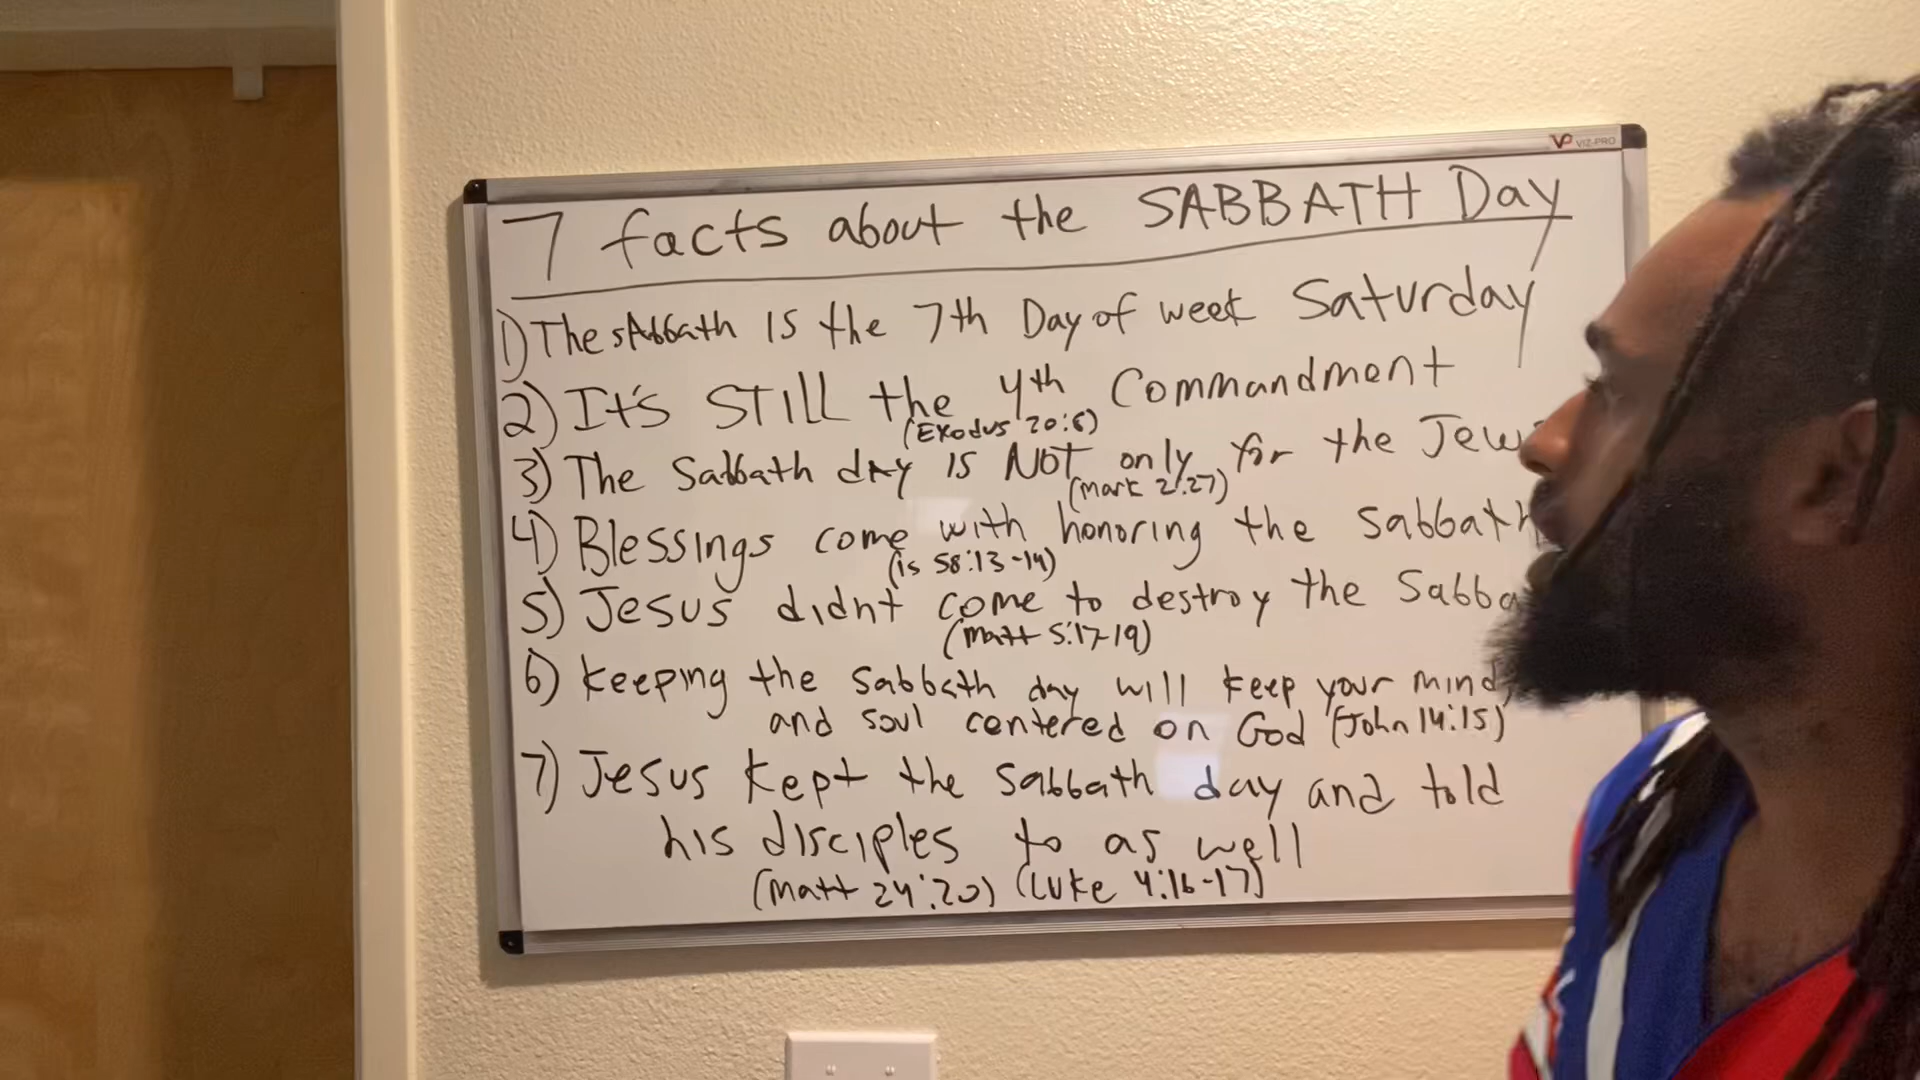 VP VIZ-PRO
7 facts about the SABBATH Day
1) The sAbbath IS the 7th Day of week Saturday
2) It's STILL the 4th Commandment
(Exodus 20:8)
3) The Sabbath dAy IS NOT only for the Jew
(mark 2:27)
4) Blessings come with honoring the Sabbath
(is 58:13-14)
5) Jesus didnt come to destroy the Sabba
(matt 5:17-19)
6) keeping the Sabbath day will keep your mind,
and soul centered on God (John 14:15)
7) Jesus kept the Sabbath day and told
his disciples to as well
(matt 24:20) (Luke 4:16-17)